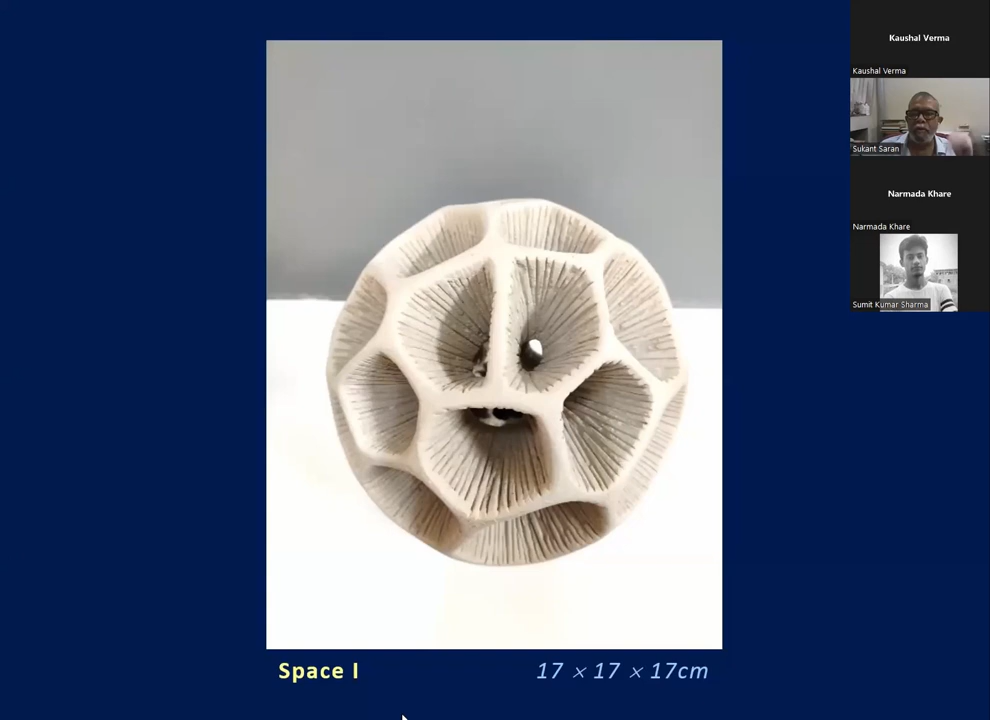 Space I
17 × 17 × 17cm
Kaushal Verma
Kaushal Verma
Sukant Saran
Narmada Khare
Narmada Khare
Sumit Kumar Sharma